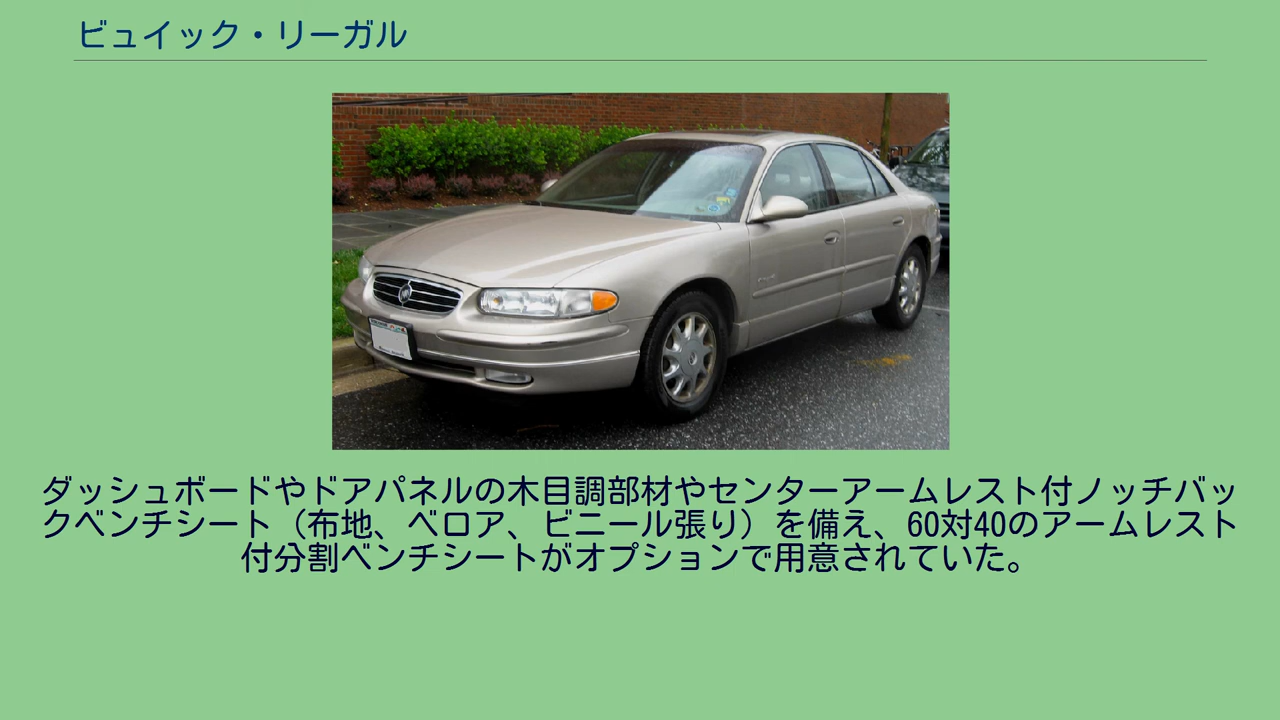 ビュイック・リーガル
ダッシュボードやドアパネルの木目調部材やセンターアームレスト付ノッチバッ
クベンチシート（布地、ベロア、ビニール張り）を備え、60対40のアームレスト
付分割ベンチシートがオプションで用意されていた。